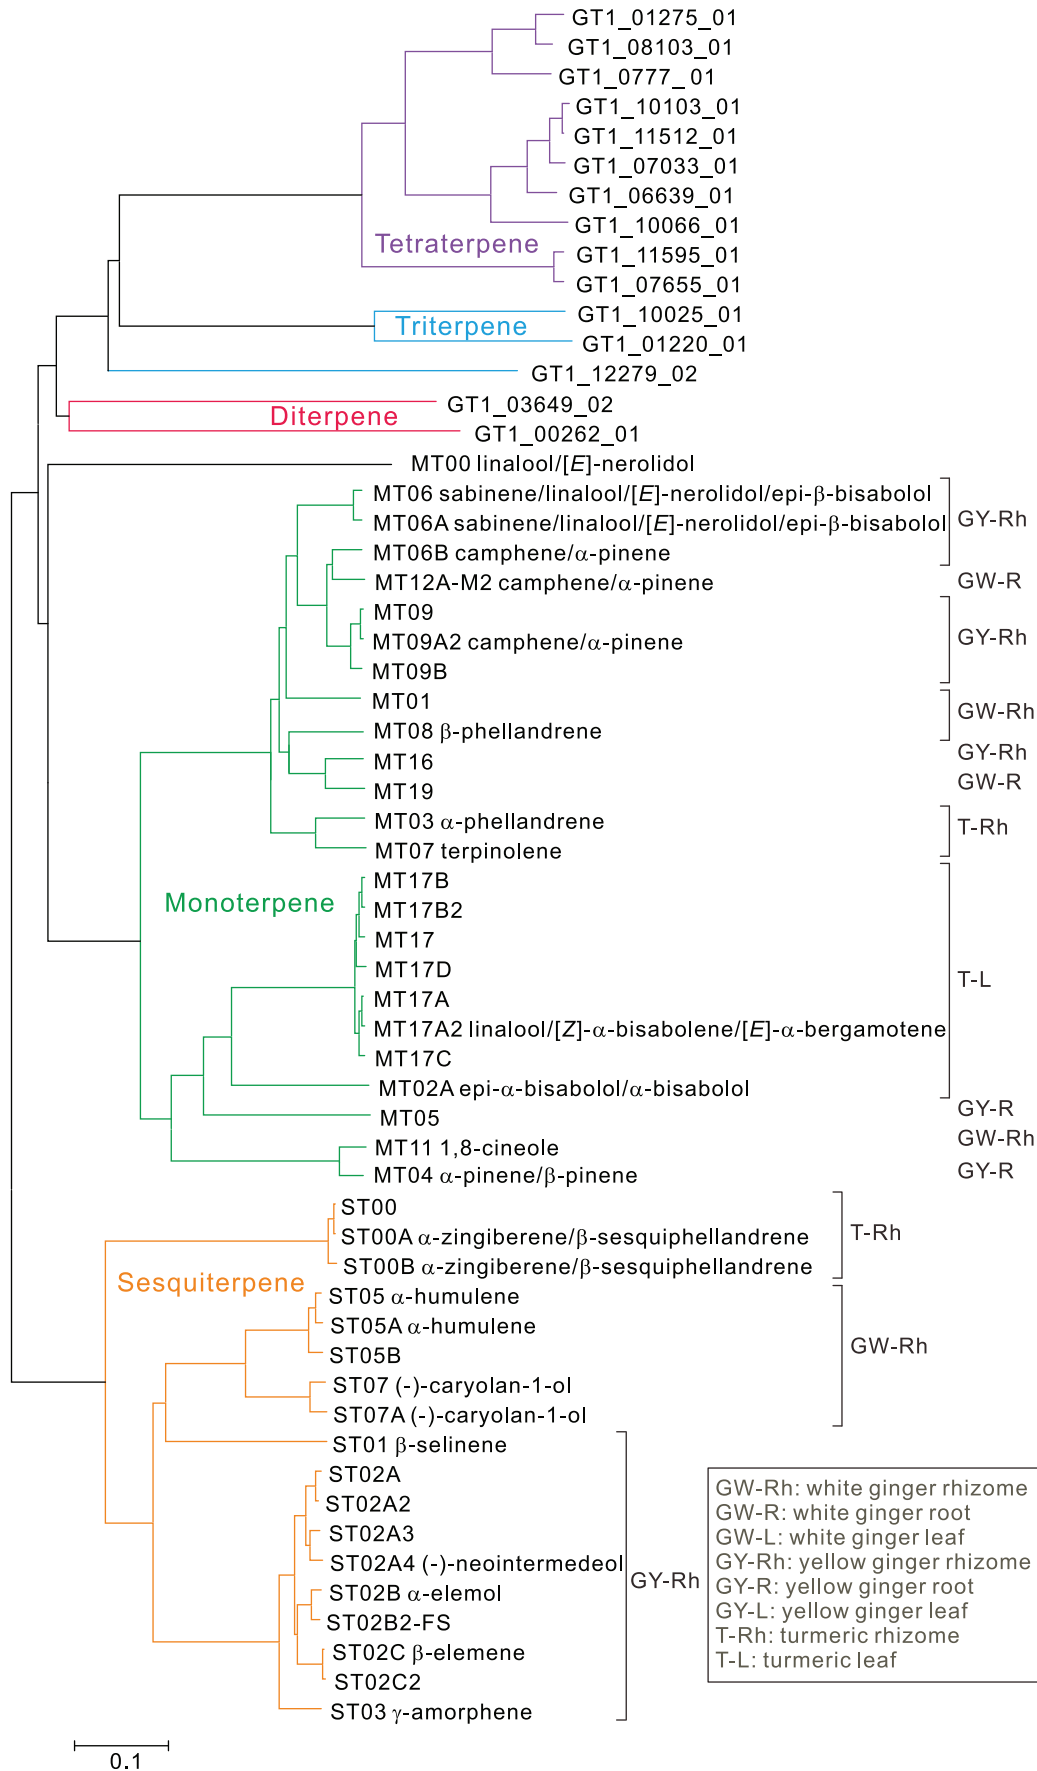 GT1_01275_01
GT1_08103_01
GT1_0777_01
GT1_10103_01
GT1_11512_01
GT1_07033_01
GT1_06639_01
GT1_10066_01
Tetraterpene
GT1_11595_01
GT1_07655_01
GT1_10025_01
Triterpene
GT1_01220_01
GT1_12279_02
GT1_03649_02
Diterpene
GT1_00262_01
MT00 linalool/[E]-nerolidol
MT06 sabinene/linalool/[E]-nerolidol/epi-β-bisabolol
GY-Rh
MT06A sabinene/linalool/[E]-nerolidol/epi-β-bisabolol
MT06B camphene/α-pinene
MT12A-M2 camphene/α-pinene
GW-R
MT09
MT09A2 camphene/α-pinene
GY-Rh
MT09B
MT01
GW-Rh
MT08 β-phellandrene
MT16
GY-Rh
MT19
GW-R
MT03 α-phellandrene
T-Rh
MT07 terpinolene
MT17B
Monoterpene
MT17B2
MT17
MT17D
T-L
MT17A
MT17A2 linalool/[Z]-α-bisabolene/[E]-α-bergamotene
MT17C
MT02A epi-α-bisabolol/α-bisabolol
MT05
GY-R
MT11 1,8-cineole
GW-Rh
MT04 α-pinene/β-pinene
GY-R
ST00
ST00A α-zingiberene/β-sesquiphellandrene
T-Rh
ST00B α-zingiberene/β-sesquiphellandrene
Sesquiterpene
ST05 α-humulene
ST05A α-humulene
GW-Rh
ST05B
ST07 (-)-caryolan-1-ol
ST07A (-)-caryolan-1-ol
ST01 β-selinene
ST02A
ST02A2
ST02A3
ST02A4 (-)-neointermedeol
GY-Rh
ST02B α-elemol
ST02B2-FS
ST02C β-elemene
ST02C2
ST03 γ-amorphene
GW-Rh: white ginger rhizome
GW-R: white ginger root
GW-L: white ginger leaf
GY-Rh: yellow ginger rhizome
GY-R: yellow ginger root
GY-L: yellow ginger leaf
T-Rh: turmeric rhizome
T-L: turmeric leaf
0.1